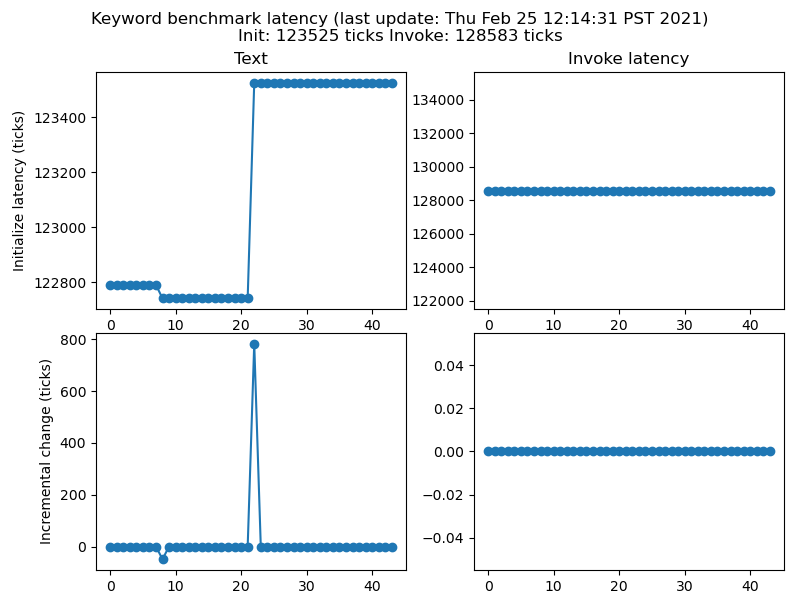 Keyword benchmark latency (last update: Thu Feb 25 12:14:31 PST 2021)
Init: 123525 ticks Invoke: 128583 ticks
Text
Initialize latency (ticks)
123400
123200
123000
122800
0 10 20 30 40
Invoke latency
134000
132000
130000
128000
126000
124000
122000
0 10 20 30 40
Incremental change (ticks)
800
600
400
200
0
0 10 20 30 40
0.04
0.02
0.00
−0.02
−0.04
0 10 20 30 40